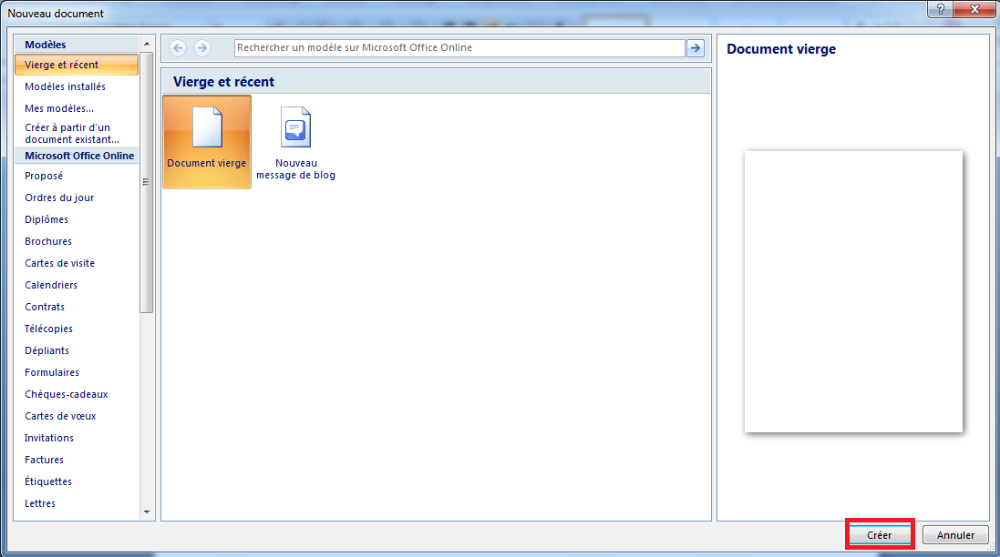 Nouveau document
Modèles
Vierge et récent
Modèles installés
Mes modèles...
Créer à partir d'un
document existant...
Microsoft Office Online
Proposé
Ordres du jour
Diplômes
Brochures
Cartes de visite
Calendriers
Contrats
Télécopies
Dépliants
Formulaires
Chèques-cadeaux
Cartes de vœux
Invitations
Factures
Étiquettes
Lettres
Rechercher un modèle sur Microsoft Office Online
Vierge et récent
Document vierge
Nouveau
message de blog
Document vierge
Créer
Annuler